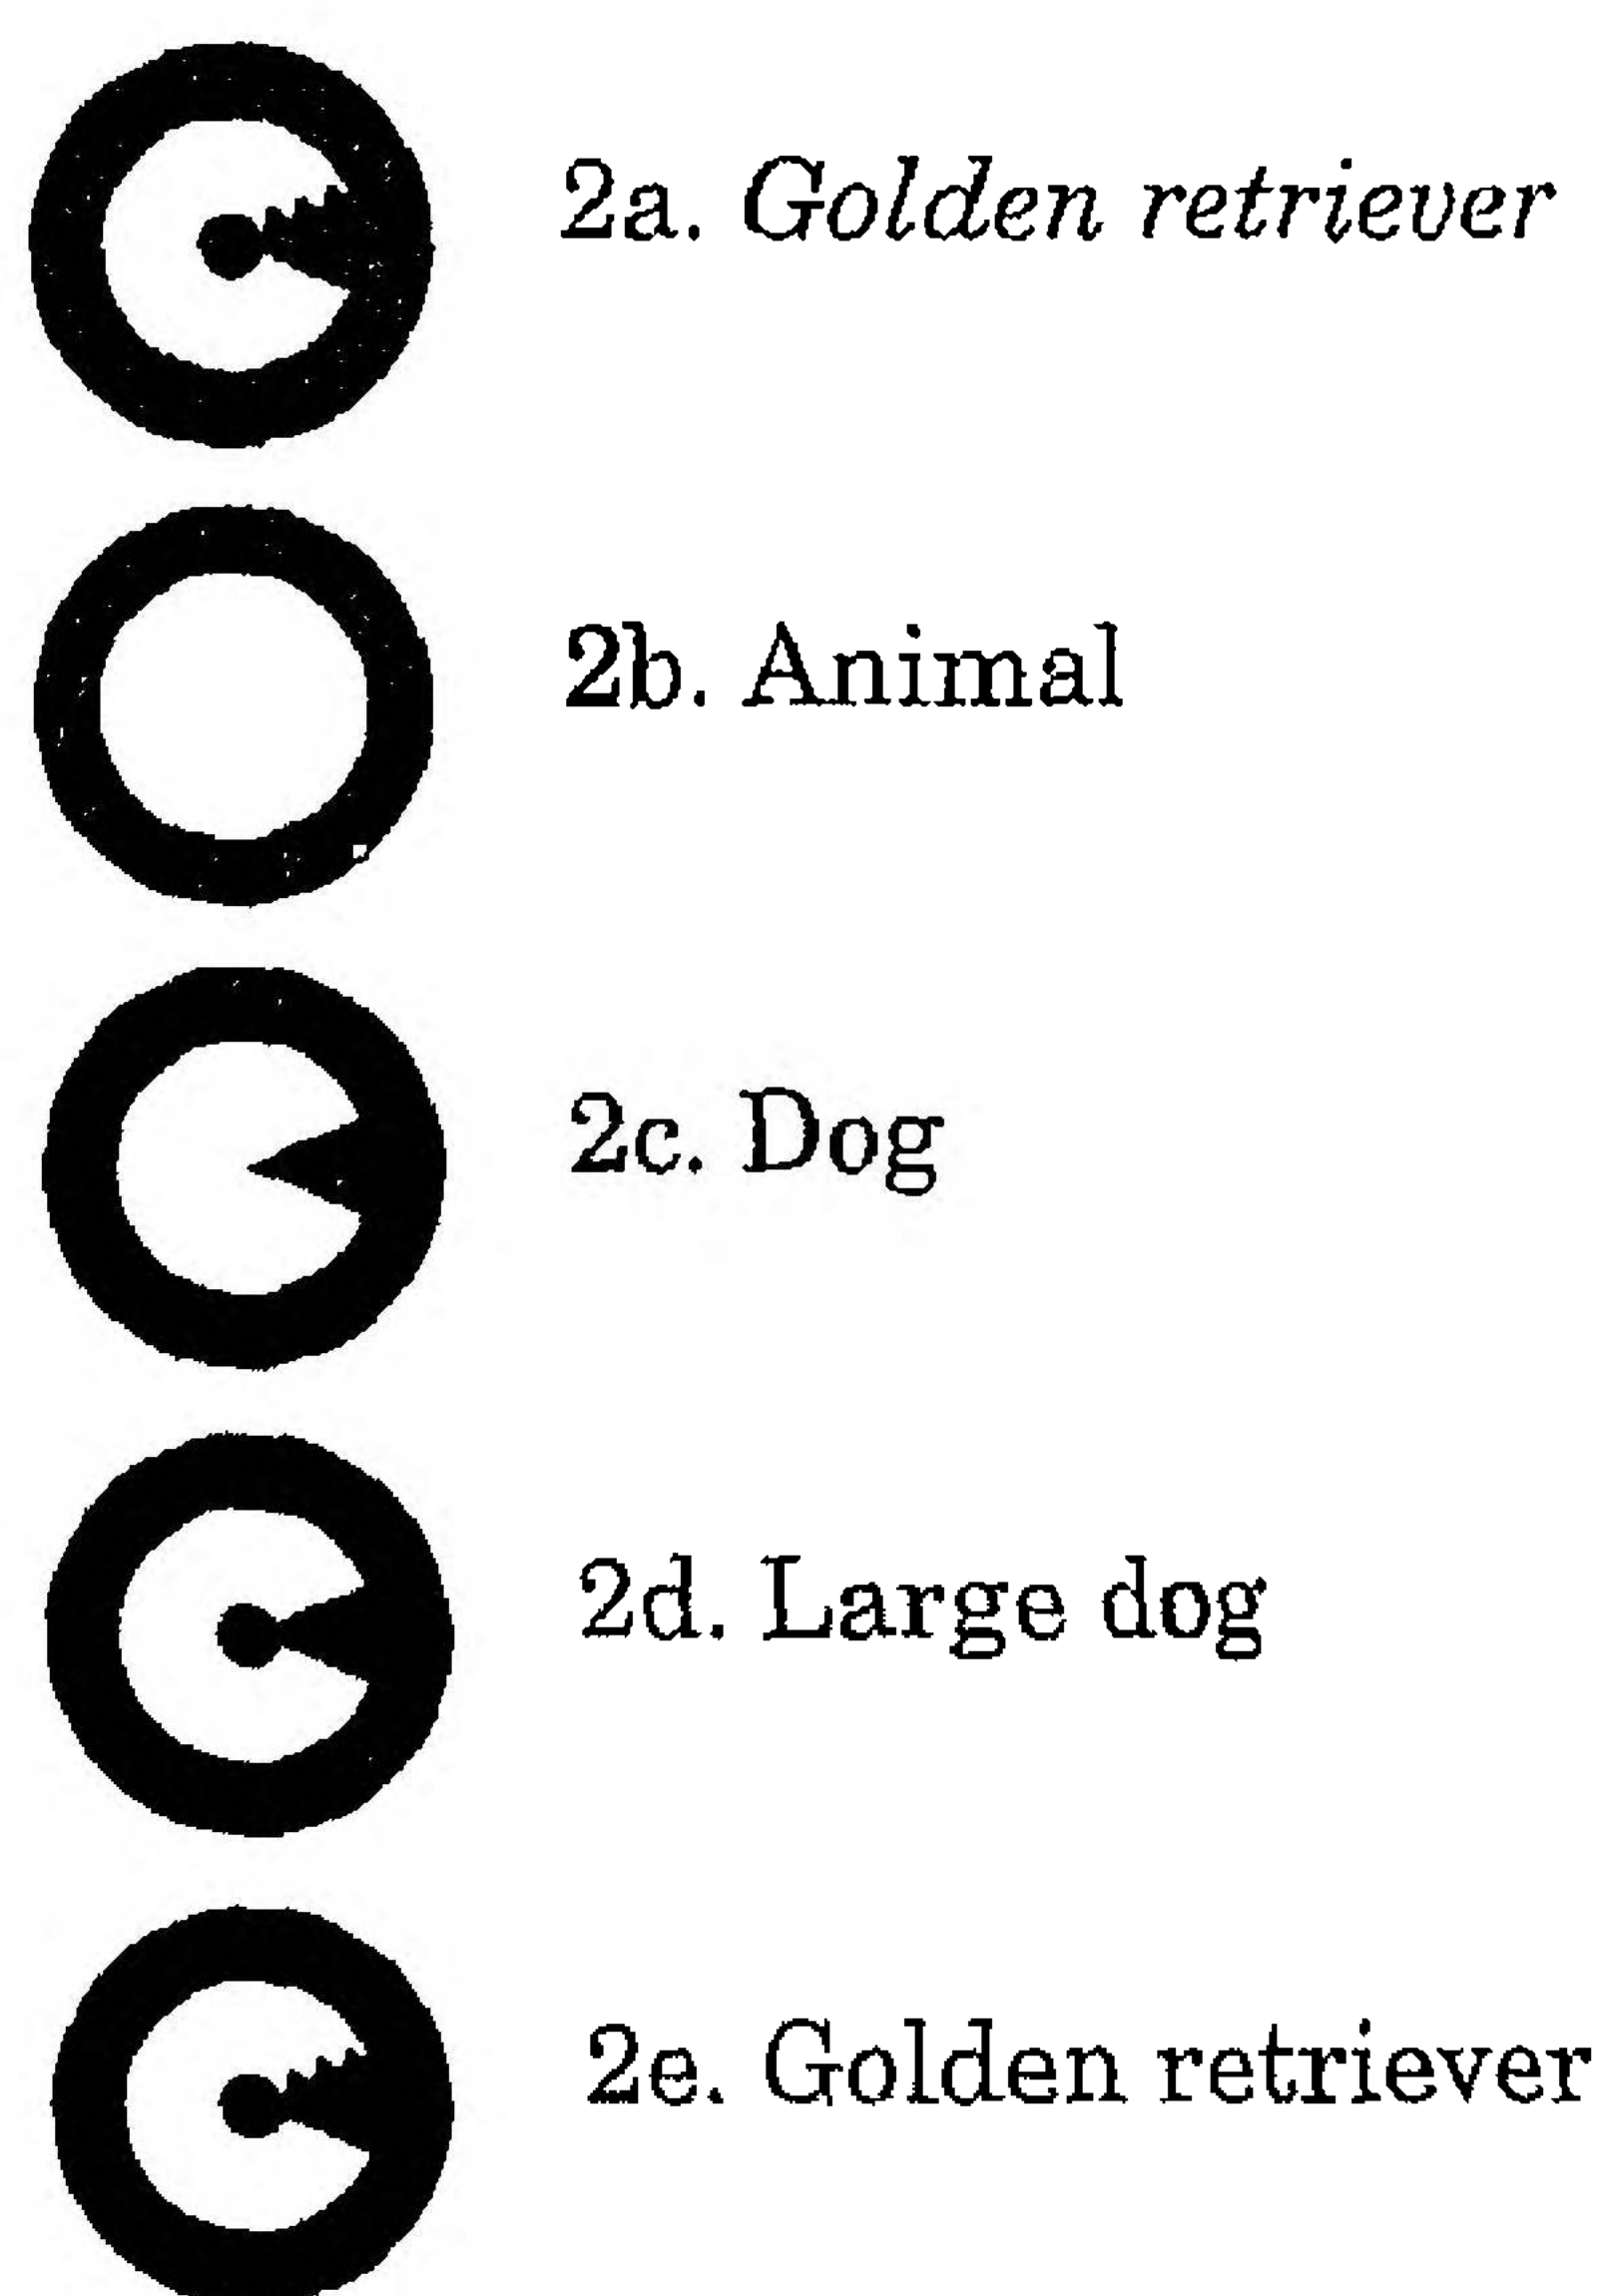 2a. Golden retriever
2b. Animal
2c. Dog
2d. Large dog
2e. Golden retriever